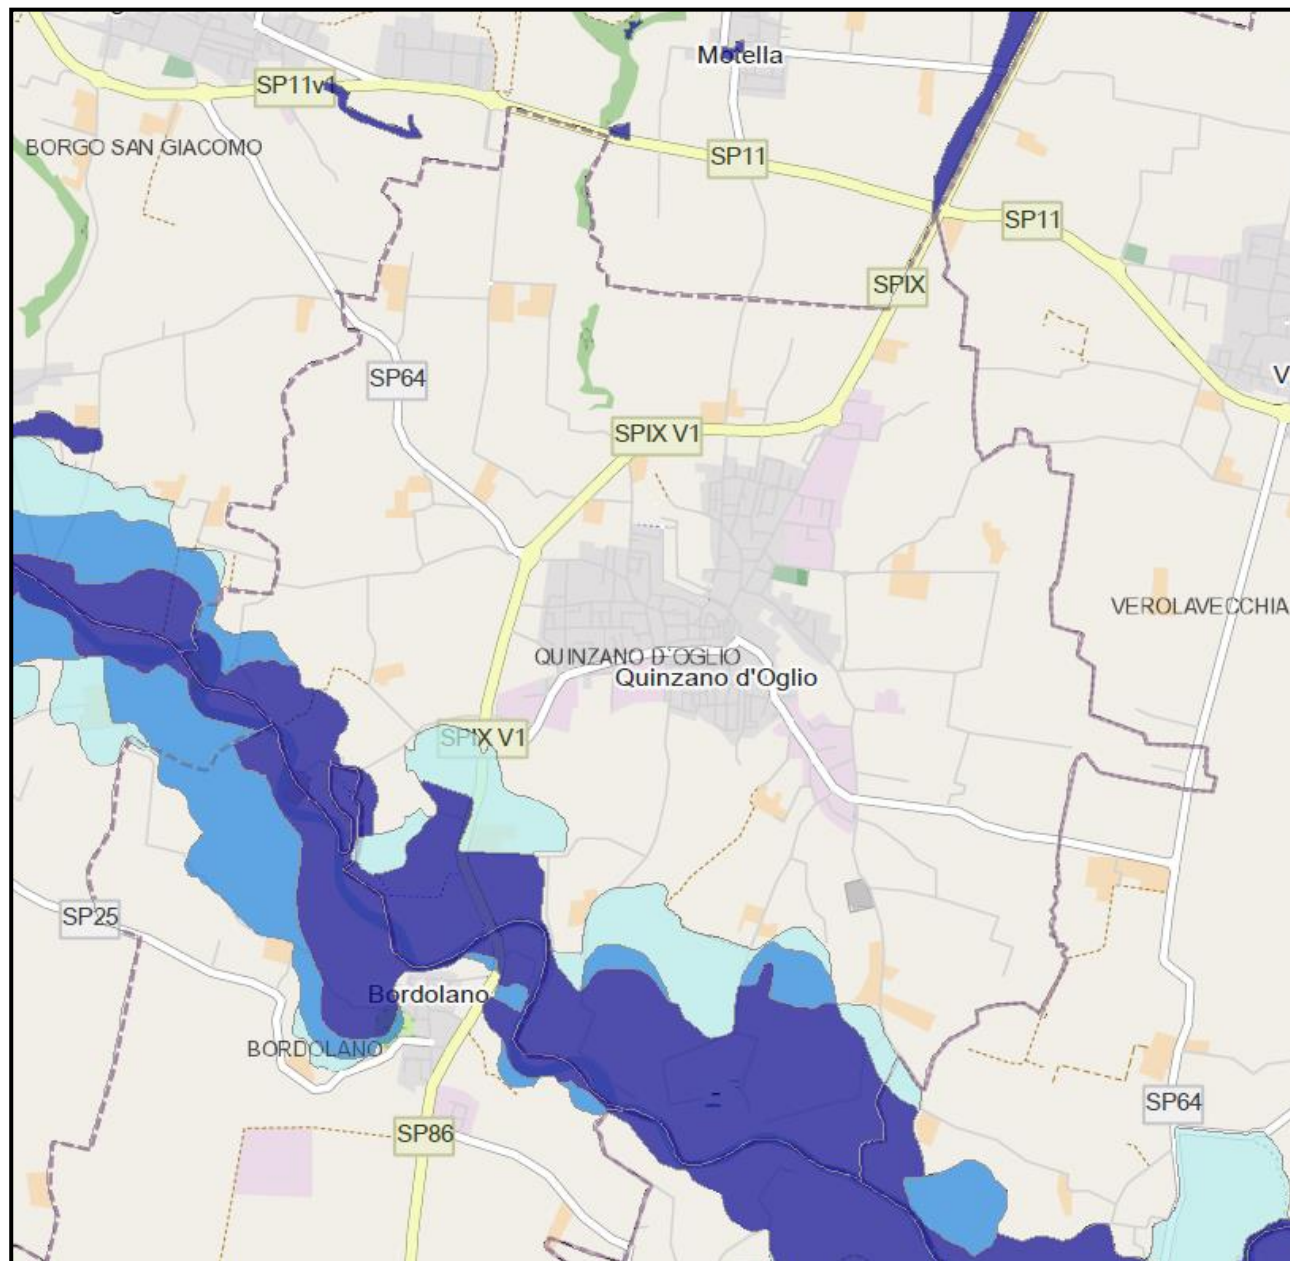 Motella
SP11v1
BORGO SAN GIACOMO
SP11
SP11
SPIX
SP64
V
SPIX V1
VEROLAVECCHIA
QUINZANO D'OGLIO
Quinzano d'Oglio
SPIX V1
SP25
Bordolano
BORDOLANO
SP64
SP86